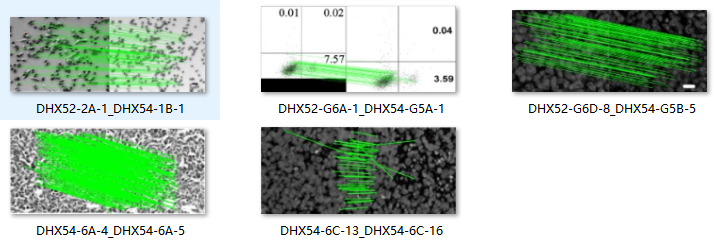 0.01 0.02
0.04
7.57
3.59
DHX52-2A-1_DHX54-1B-1 DHX52-G6A-1_DHX54-G5A-1 DHX52-G6D-8_DHX54-G5B-5
DHX54-6A-4_DHX54-6A-5 DHX54-6C-13_DHX54-6C-16